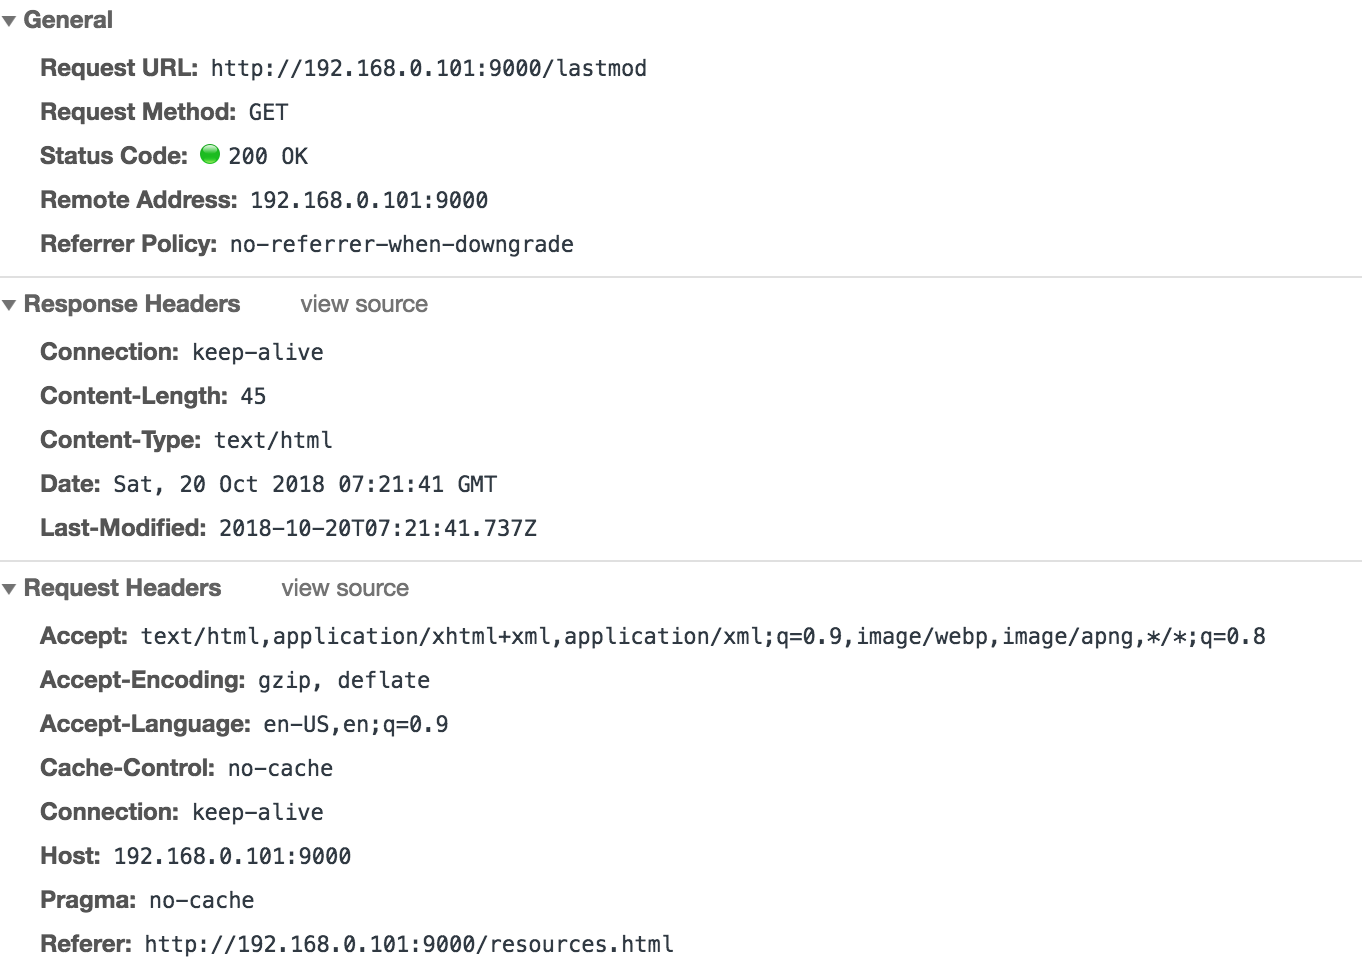 General
Request URL: http://192.168.0.101:9000/lastmod
Request Method: GET
Status Code: 200 OK
Remote Address: 192.168.0.101:9000
Referrer Policy: no-referrer-when-downgrade
Response Headers view source
Connection: keep-alive
Content-Length: 45
Content-Type: text/html
Date: Sat, 20 Oct 2018 07:21:41 GMT
Last-Modified: 2018-10-20T07:21:41.737Z
Request Headers view source
Accept: text/html,application/xhtml+xml,application/xml;q=0.9,image/webp,image/apng,*/*;q=0.8
Accept-Encoding: gzip, deflate
Accept-Language: en-US,en;q=0.9
Cache-Control: no-cache
Connection: keep-alive
Host: 192.168.0.101:9000
Pragma: no-cache
Referer: http://192.168.0.101:9000/resources.html